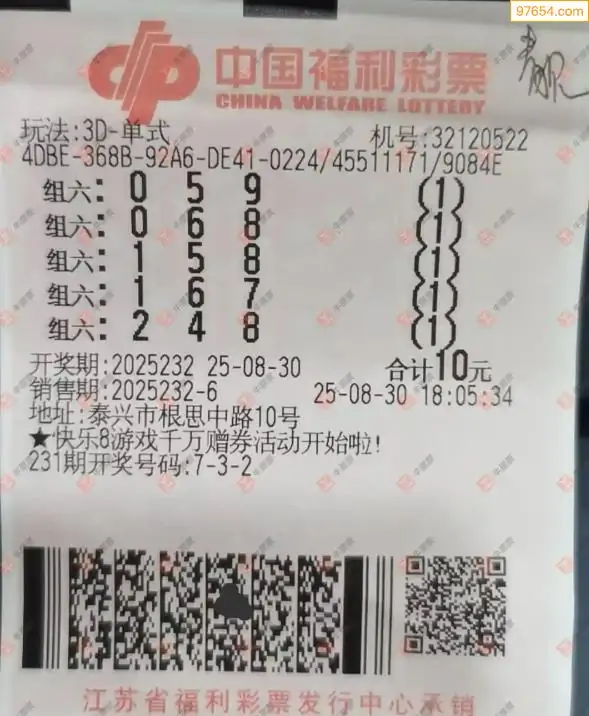 97654.com
中国福利彩票
CHINA WELFARE LOTTERY
玩法:3D-单式 机号:32120522
4DBE-368B-92A6-DE41-0224/45511171/9084E
组六: 0 5 9 (1)
组六: 0 6 8 (1)
组六: 1 5 8 (1)
组六: 1 6 7 (1)
组六: 2 4 8 (1)
开奖期:2025232 25-08-30 合计10元
销售期:2025232-6 25-08-30 18:05:34
地址:泰兴市根思中路10号
★快乐8游戏千万赠券活动开始啦!
231期开奖号码:7-3-2
江苏省福利彩票发行中心承销